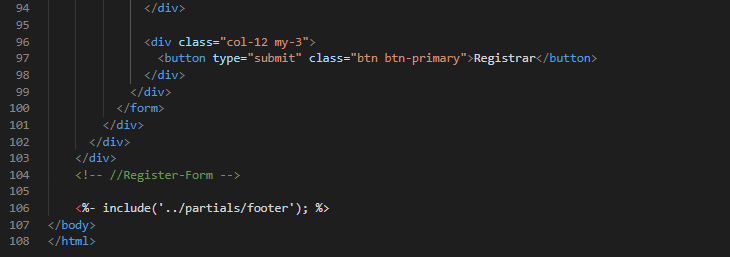 94 </div>
95
96 <div class="col-12 my-3">
97 <button type="submit" class="btn btn-primary">Registrar</button>
98 </div>
99 </div>
100 </form>
101 </div>
102 </div>
103 </div>
104 <!-- //Register-Form -->
105
106 <%- include('../partials/footer'); %>
107 </body>
108 </html>